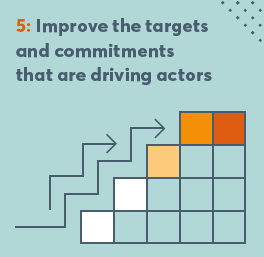 5: Improve the targets
and commitments
that are driving actors